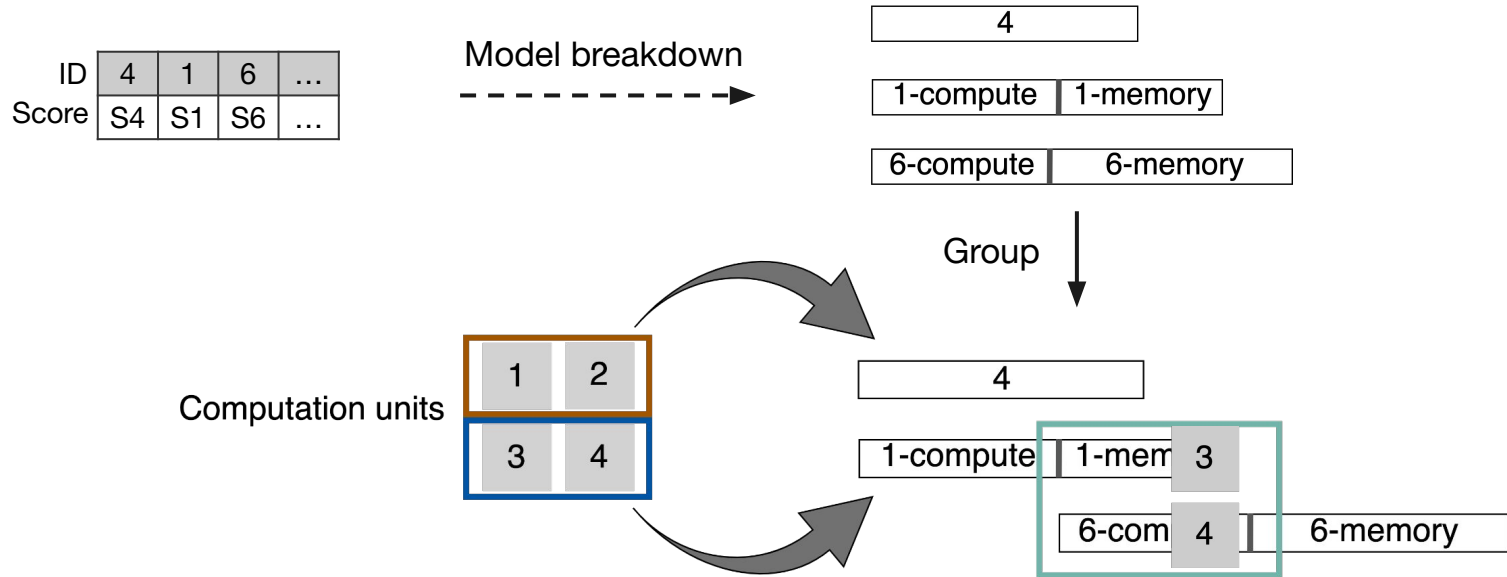 ID 4 1 6 ...
Score S4 S1 S6 ...
Model breakdown
4
1-compute 1-memory
6-compute 6-memory
Group
Computation units
1 2
3 4
4
1-compute 1-mem 3
6-com 4 6-memory